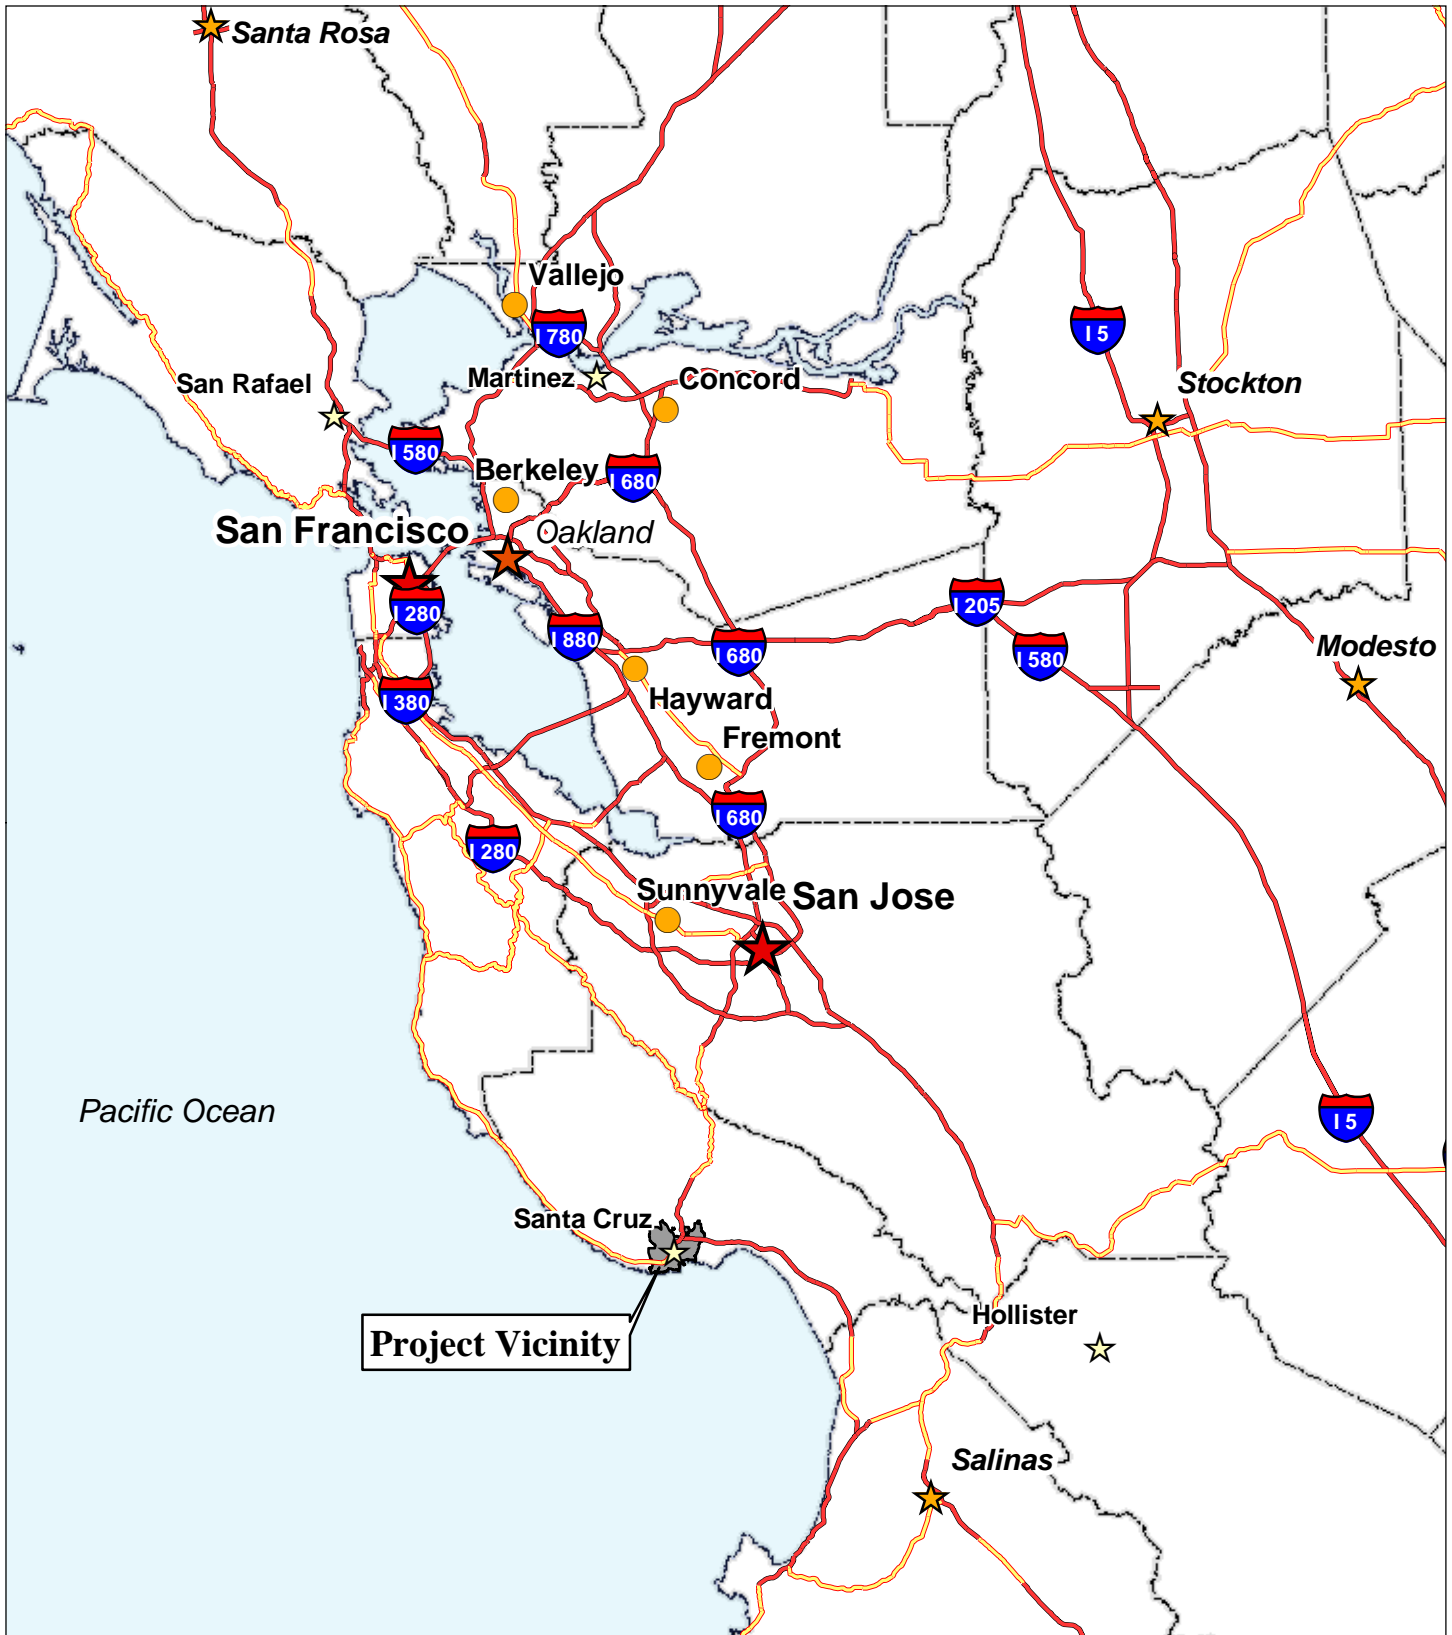 Santa Rosa
Vallejo
I 780
I 5
San Rafael
Martinez
Concord
Stockton
I 580
Berkeley
I 680
San Francisco
Oakland
I 280
I 205
I 880
I 680
I 580
Modesto
I 380
Hayward
Fremont
I 680
I 280
Sunnyvale
San Jose
Pacific Ocean
I 5
Santa Cruz
Hollister
Project Vicinity
Salinas